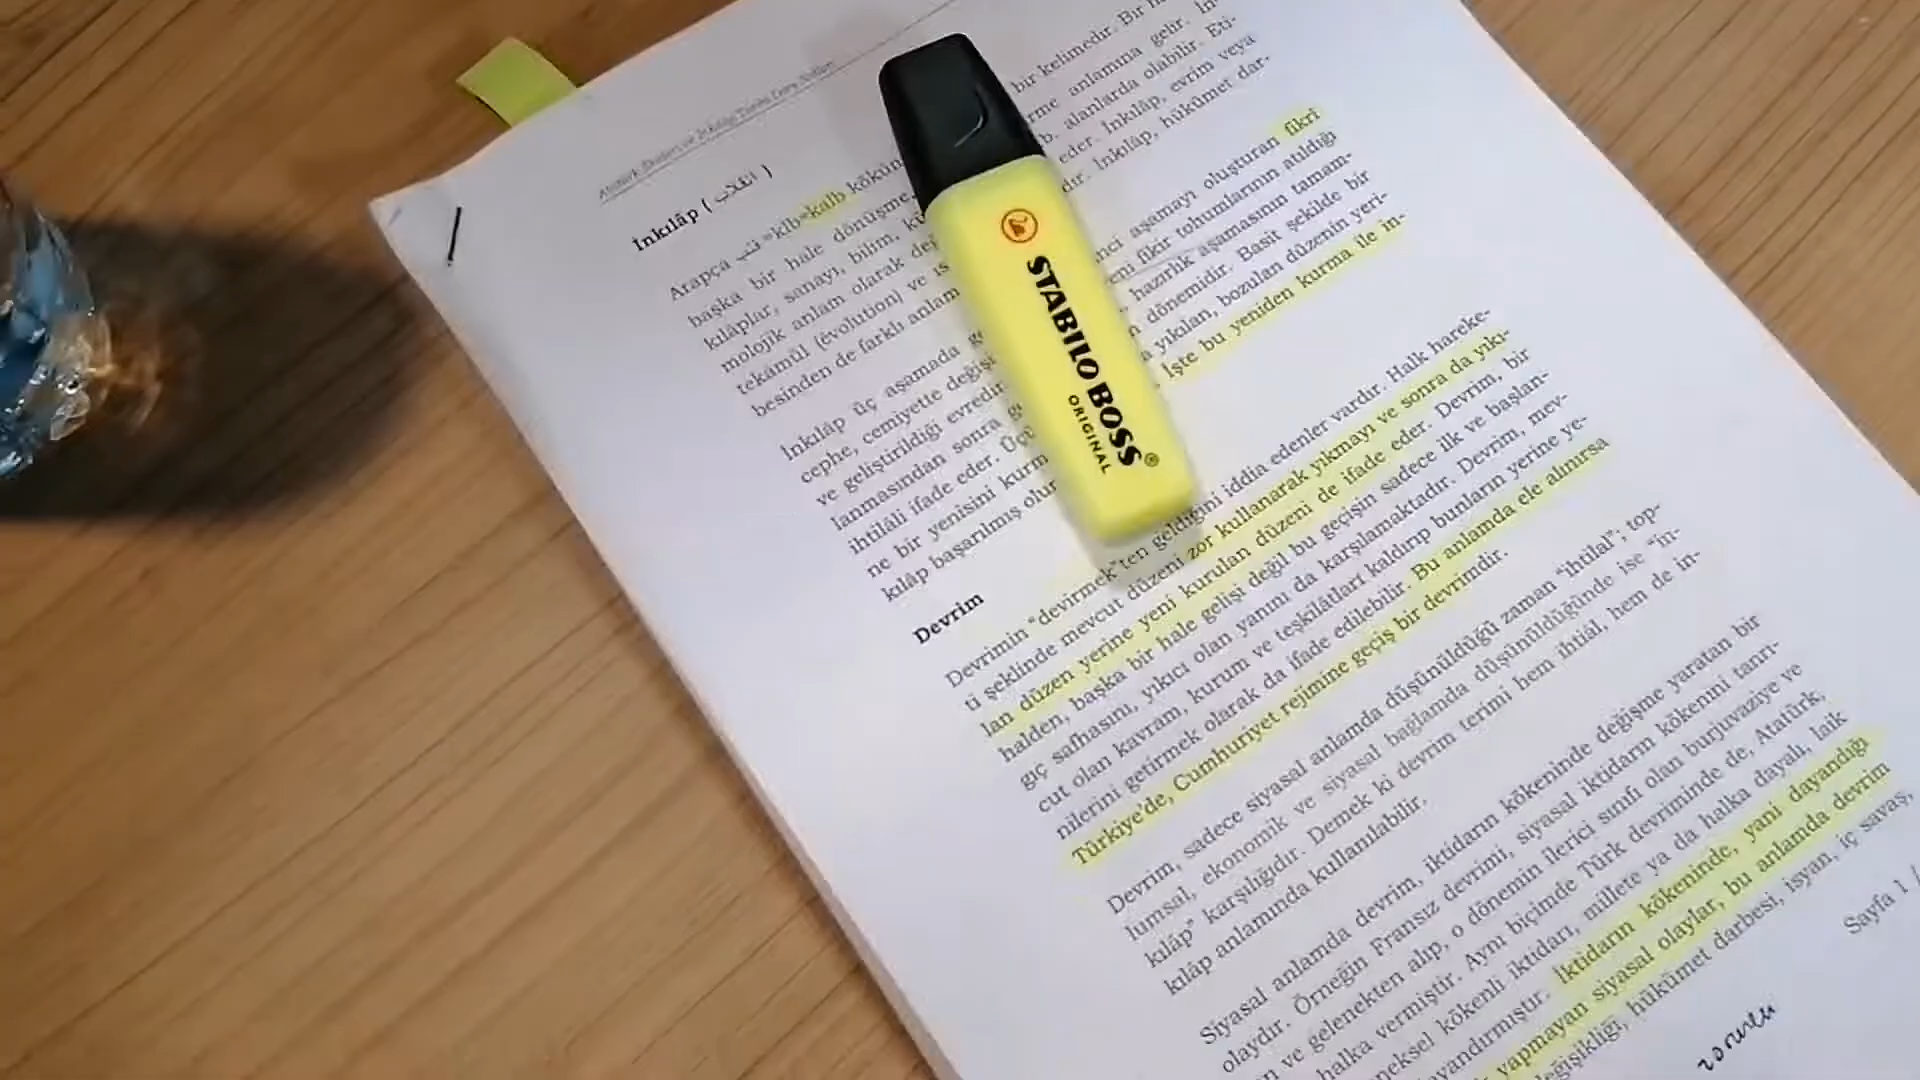 Atatürk İlkeleri ve İnkılâp Tarihi Ders Notları
İnkılâp ( انقلاب )
Arapça قلب "klb=kalb kökün bir kelimedir. Bir
başka bir hale dönüşme, rme anlamına gelir. İn-
kılâplar, sanayi, bilim, b. alanlarda olabilir. Eti-
molojik anlam olarak eder. İnkılâp, evrim veya
tekâmül (évolution) ve dır. İnkılâp, hükûmet dar-
besinden de farklı anlam
İnkılâp üç aşamada nci aşamayı oluşturan fikri
cephe, cemiyette fikir tohumlarının atıldığı
ve geliştirildiği evredir hazırlık aşamasının tamam-
lanmasından sonra dönemidir. Basit şekilde bir
ihtilâli ifade eder. yıkılan, bozulan düzenin yeri-
ne bir yenisini kurm İşte bu yeniden kurma ile in-
kılâp başarılmış olur
Devrim
Devrimin "devirmek"ten geldiğini iddia edenler vardır. Halk hareke-
ti şeklinde mevcut düzeni zor kullanarak yıkmayı ve sonra da yıkı-
lan düzen yerine yeni kurulan düzeni de ifade eder. Devrim, bir
halden, başka bir hale gelişi değil bu geçişin sadece ilk ve başlan-
gıç safhasını, yıkıcı olan yanını da karşılamaktadır. Devrim, mev-
cut olan kavram, kurum ve teşkilâtları kaldırıp bunların yerine ye-
nilerini getirmek olarak da ifade edilebilir. Bu anlamda ele alınırsa
Türkiye'de, Cumhuriyet rejimine geçiş bir devrimdir.
Devrim, sadece siyasal anlamda düşünüldüğü zaman "ihtilal"; top-
lumsal, ekonomik ve siyasal bağlamda düşünüldüğünde ise "in-
kılâp" karşılığıdır. Demek ki devrim terimi hem ihtiâl, hem de in-
kılâp anlamında kullanılabilir.
Siyasal anlamda devrim, iktidarın kökeninde değişme yaratan bir
olaydır. Örneğin Fransız devrimi, siyasal iktidarın kökenini tanrı-
n ve gelenekten alıp, o dönemin ilerici sınıfı olan burjuvaziye ve
halka vermiştir. Aynı biçimde Türk devriminde de, Atatürk,
neksel kökenli iktidarı, millete ya da halka dayalı, laik
ayandırmıştır. İktidarın kökeninde, yani dayandığı
yapmayan siyasal olaylar, bu anlamda devrim
eğişikliği, hükûmet darbesi, isyan, iç savaş,
Sayfa 1 /
STABILO BOSS®
ORIGINAL